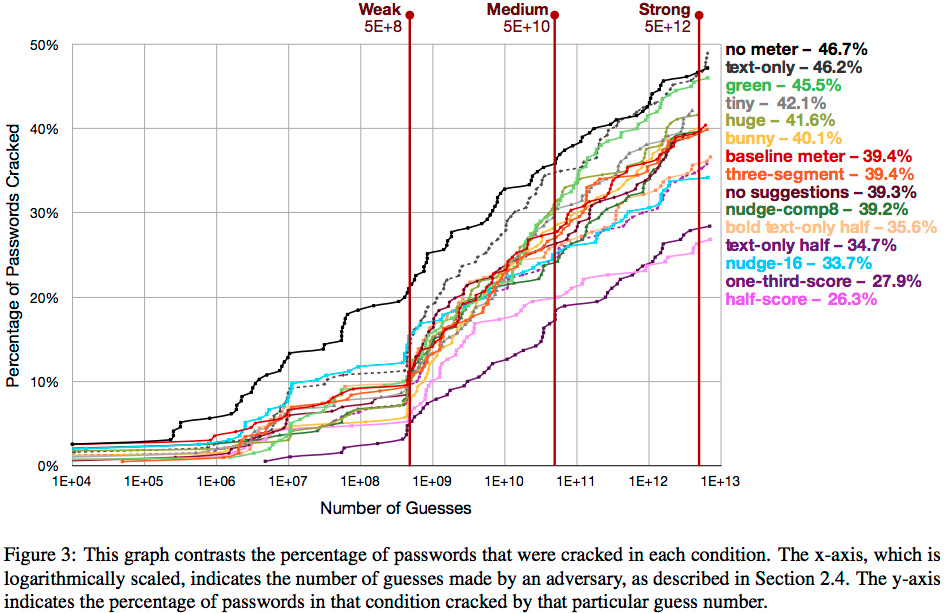 Weak
5E+8
Medium
5E+10
Strong
5E+12
50%
40%
30%
20%
10%
0%
Percentage of Passwords Cracked
1E+04 1E+05 1E+06 1E+07 1E+08 1E+09 1E+10 1E+11 1E+12 1E+13
Number of Guesses
no meter – 46.7%
text-only – 46.2%
green – 45.5%
tiny – 42.1%
huge – 41.6%
bunny – 40.1%
baseline meter – 39.4%
three-segment – 39.4%
no suggestions – 39.3%
nudge-comp8 – 39.2%
bold text-only half – 35.6%
text-only half – 34.7%
nudge-16 – 33.7%
one-third-score – 27.9%
half-score – 26.3%
Figure 3: This graph contrasts the percentage of passwords that were cracked in each condition. The x-axis, which is
logarithmically scaled, indicates the number of guesses made by an adversary, as described in Section 2.4. The y-axis
indicates the percentage of passwords in that condition cracked by that particular guess number.